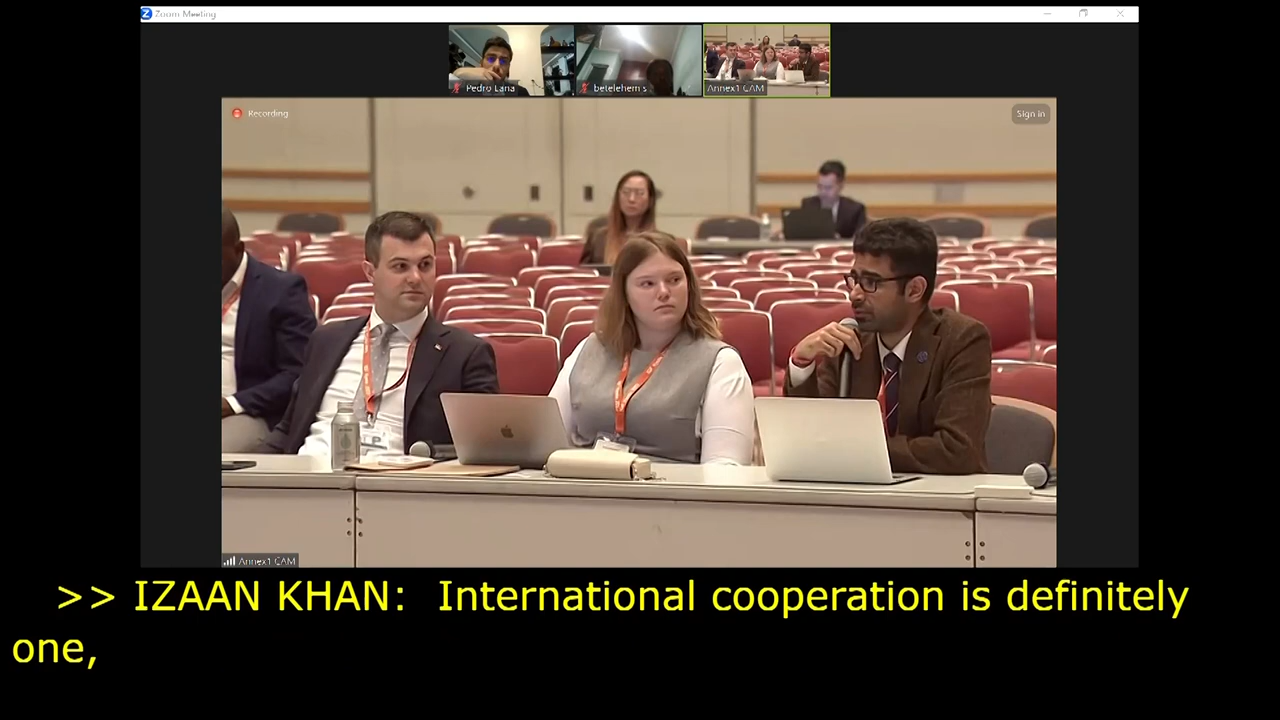 Zoom Meeting
Pedro Lana
betelehem s
Annex1 CAM
Recording
Sign in
Annex1 CAM
>> IZAAN KHAN: International cooperation is definitely
one,